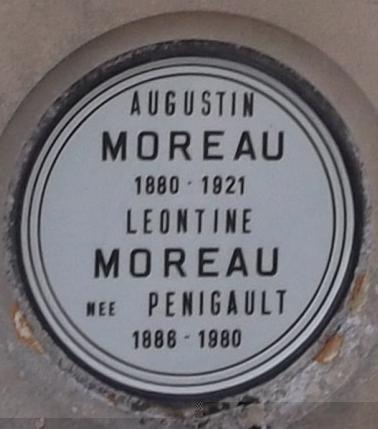 AUGUSTIN
MOREAU
1880 - 1921
LEONTINE
MOREAU
NEE PENIGAULT
1886 - 1980